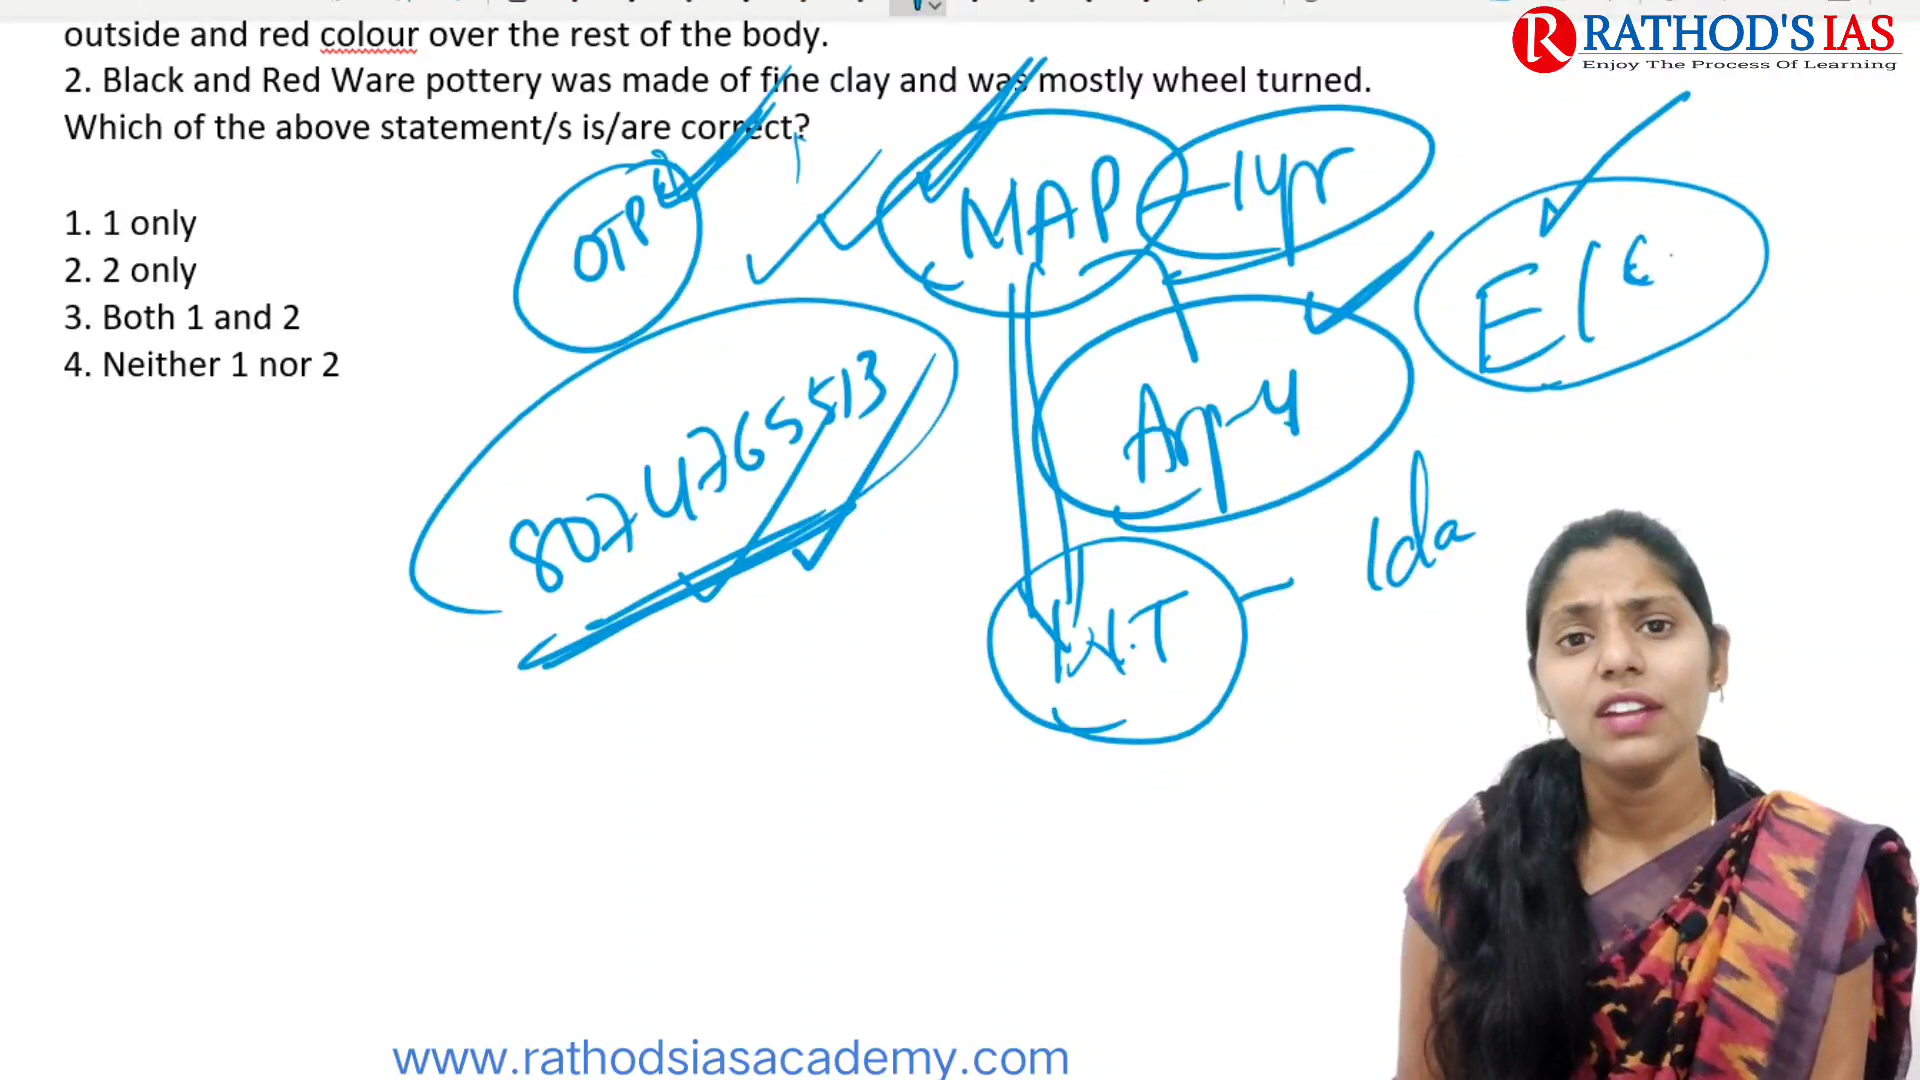 outside and red colour over the rest of the body.
RATHOD'S IAS
Enjoy The Process Of Learning
2. Black and Red Ware pottery was made of fine clay and was mostly wheel turned.
Which of the above statement/s is/are correct?
OTP
MAP
-1yr
E
1. 1 only
2. 2 only
3. Both 1 and 2
4. Neither 1 nor 2
8074765513
1da
www.rathodsiasacademy.com